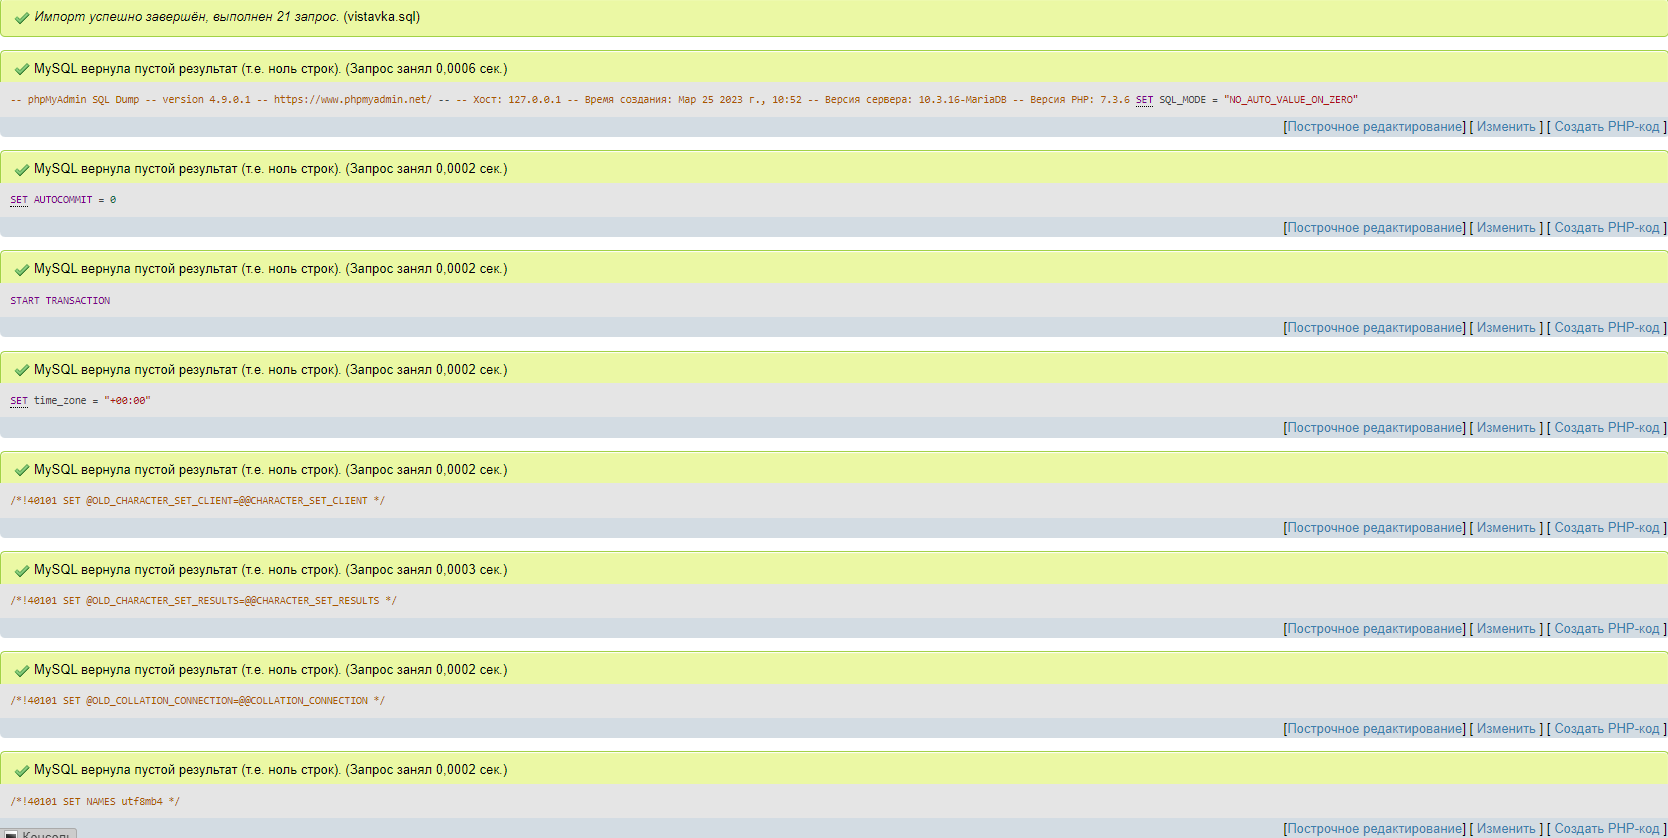 Импорт успешно завершён, выполнен 21 запрос. (vistavka.sql)
MySQL вернула пустой результат (т.е. ноль строк). (Запрос занял 0,0006 сек.)
-- phpMyAdmin SQL Dump -- version 4.9.0.1 -- https://www.phpmyadmin.net/ -- -- Хост: 127.0.0.1 -- Время создания: Мар 25 2023 г., 10:52 -- Версия сервера: 10.3.16-MariaDB -- Версия PHP: 7.3.6 SET SQL_MODE = "NO_AUTO_VALUE_ON_ZERO"
[Построчное редактирование] [ Изменить ] [ Создать PHP-код ]
MySQL вернула пустой результат (т.е. ноль строк). (Запрос занял 0,0002 сек.)
SET AUTOCOMMIT = 0
[Построчное редактирование] [ Изменить ] [ Создать PHP-код ]
MySQL вернула пустой результат (т.е. ноль строк). (Запрос занял 0,0002 сек.)
START TRANSACTION
[Построчное редактирование] [ Изменить ] [ Создать PHP-код ]
MySQL вернула пустой результат (т.е. ноль строк). (Запрос занял 0,0002 сек.)
SET time_zone = "+00:00"
[Построчное редактирование] [ Изменить ] [ Создать PHP-код ]
MySQL вернула пустой результат (т.е. ноль строк). (Запрос занял 0,0002 сек.)
/*!40101 SET @OLD_CHARACTER_SET_CLIENT=@@CHARACTER_SET_CLIENT */
[Построчное редактирование] [ Изменить ] [ Создать PHP-код ]
MySQL вернула пустой результат (т.е. ноль строк). (Запрос занял 0,0003 сек.)
/*!40101 SET @OLD_CHARACTER_SET_RESULTS=@@CHARACTER_SET_RESULTS */
[Построчное редактирование] [ Изменить ] [ Создать PHP-код ]
MySQL вернула пустой результат (т.е. ноль строк). (Запрос занял 0,0002 сек.)
/*!40101 SET @OLD_COLLATION_CONNECTION=@@COLLATION_CONNECTION */
[Построчное редактирование] [ Изменить ] [ Создать PHP-код ]
MySQL вернула пустой результат (т.е. ноль строк). (Запрос занял 0,0002 сек.)
/*!40101 SET NAMES utf8mb4 */
[Построчное редактирование] [ Изменить ] [ Создать PHP-код ]
Консоль